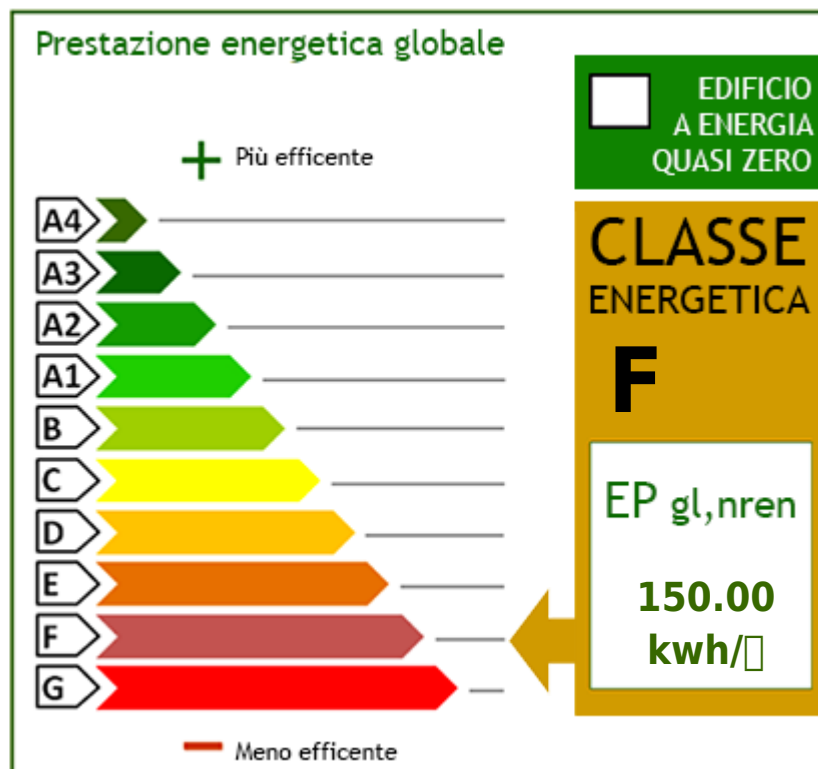 Prestazione energetica globale
EDIFICIO
A ENERGIA
QUASI ZERO
Più efficente
A4
A3
A2
A1
B
C
D
E
F
G
Meno efficente
CLASSE
ENERGETICA
F
EP gl,nren
150.00
kwh/